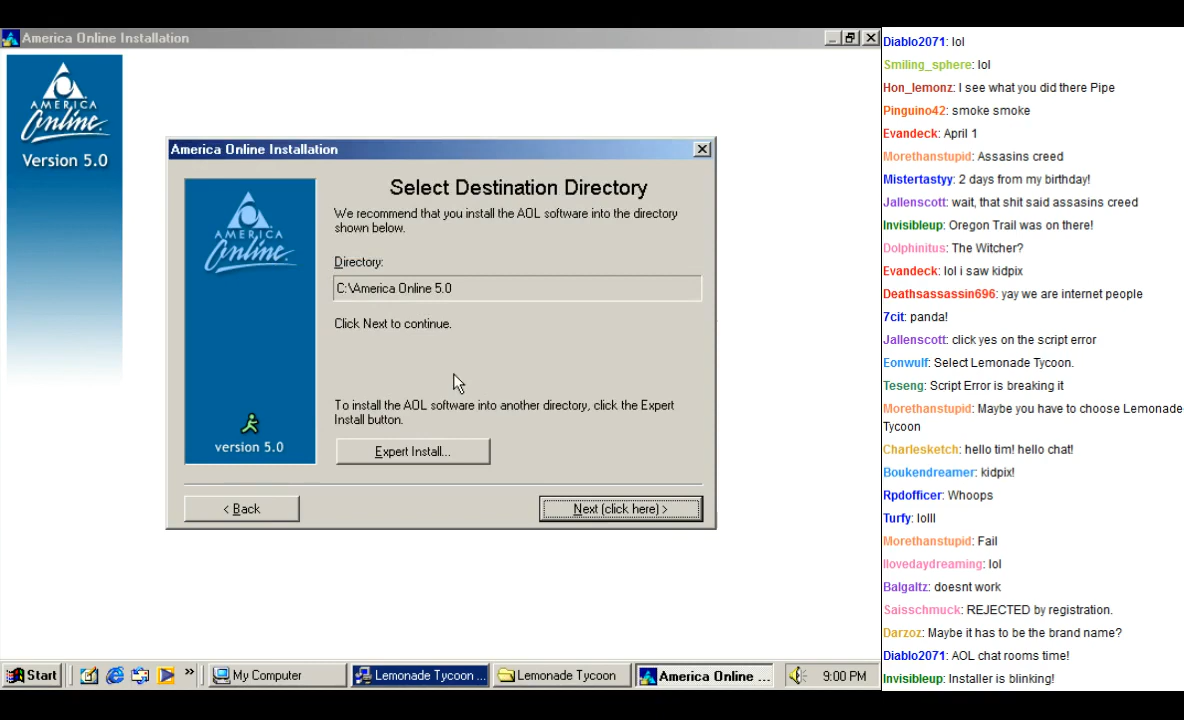 America Online Installation
AMERICA
Online
Version 5.0
America Online Installation
AMERICA
Online
version 5.0
Select Destination Directory
We recommend that you install the AOL software into the directory
shown below.
Directory:
C:\America Online 5.0
Click Next to continue.
To install the AOL software into another directory, click the Expert
Install button.
Expert Install...
< Back
Next (click here) >
Start
»
My Computer
Lemonade Tycoon ...
Lemonade Tycoon
America Online ...
9:00 PM
Diablo2071: lol
Smiling_sphere: lol
Hon_lemonz: I see what you did there Pipe
Pinguino42: smoke smoke
Evandeck: April 1
Morethanstupid: Assasins creed
Mistertastyy: 2 days from my birthday!
Jallenscott: wait, that shit said assasins creed
Invisibleup: Oregon Trail was on there!
Dolphinitus: The Witcher?
Evandeck: lol i saw kidpix
Deathsassassin696: yay we are internet people
7cit: panda!
Jallenscott: click yes on the script error
Eonwulf: Select Lemonade Tycoon.
Teseng: Script Error is breaking it
Morethanstupid: Maybe you have to choose Lemonade
Tycoon
Charlesketch: hello tim! hello chat!
Boukendreamer: kidpix!
Rpdofficer: Whoops
Turfy: lolll
Morethanstupid: Fail
Ilovedaydreaming: lol
Balgaltz: doesnt work
Saisschmuck: REJECTED by registration.
Darzoz: Maybe it has to be the brand name?
Diablo2071: AOL chat rooms time!
Invisibleup: Installer is blinking!